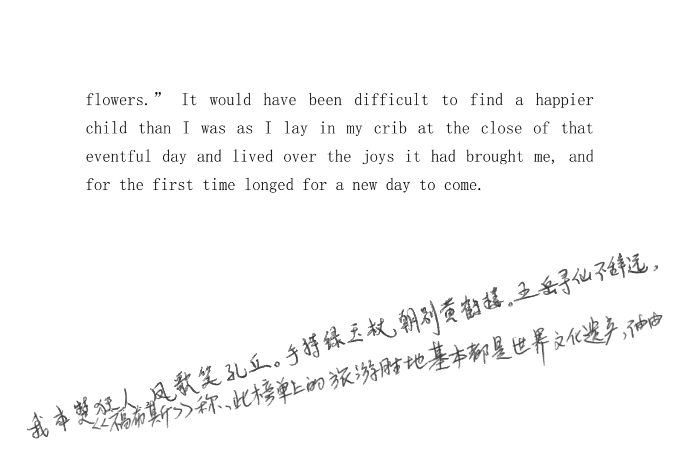 flowers.” It would have been difficult to find a happier
child than I was as I lay in my crib at the close of that
eventful day and lived over the joys it had brought me, and
for the first time longed for a new day to come.
我本楚狂人,凤歌笑孔丘。手持绿玉杖,朝别黄鹤楼。五岳寻仙不辞远,
<<福布斯>>称,此榜单上的旅游胜地基本都是世界文化遗产,